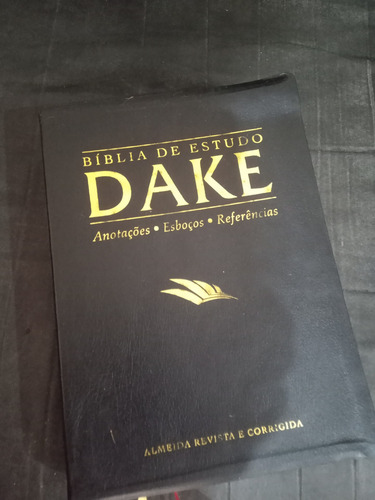 BÍBLIA DE ESTUDO
DAKE
Anotações • Esboços • Referências
ALMEIDA REVISTA E CORRIGIDA